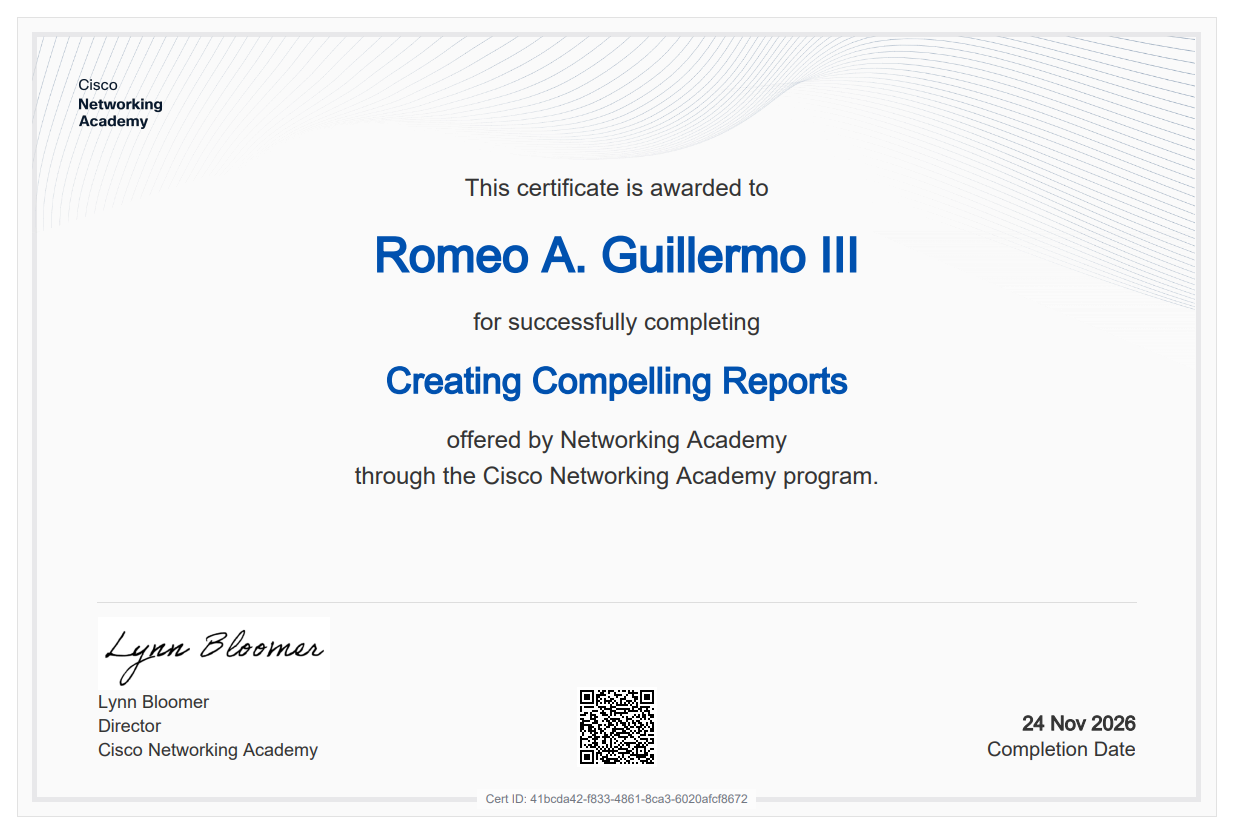 Cisco
Networking
Academy
This certificate is awarded to
Romeo A. Guillermo III
for successfully completing
Creating Compelling Reports
offered by Networking Academy
through the Cisco Networking Academy program.
Lynn Bloomer
Lynn Bloomer
Director
Cisco Networking Academy
24 Nov 2026
Completion Date
Cert ID: 41bcda42-f833-4861-8ca3-6020afcf8672